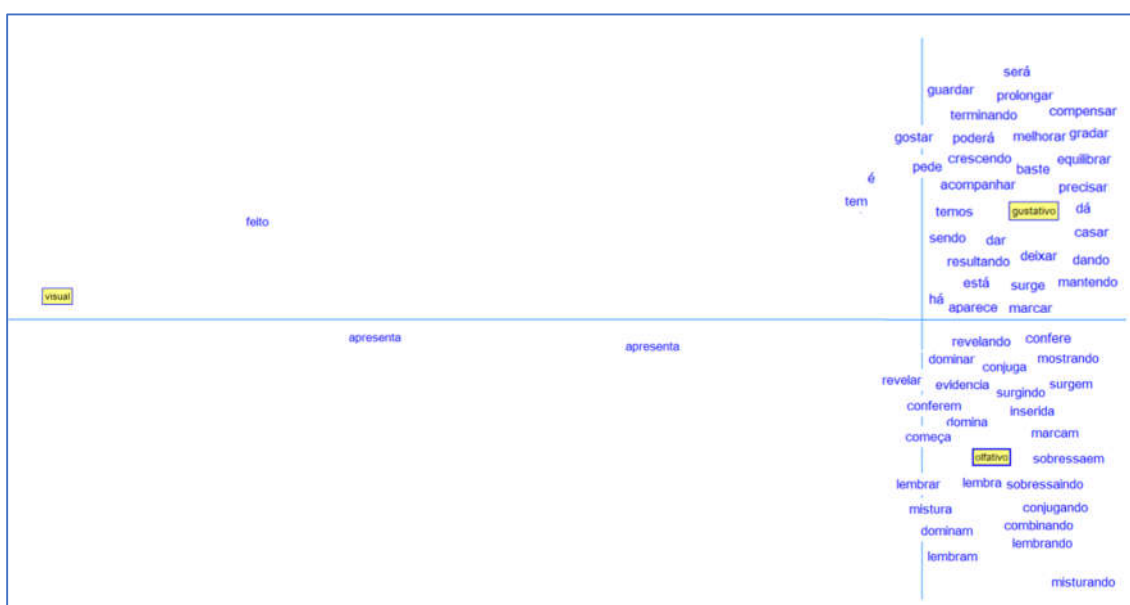 será
guardar
prolongar
terminando
compensar
gostar
poderá
melhorar
gradar
pede
crescendo
baste
equilibrar
é
acompanhar
precisar
tem
temos
gustativo
dá
feito
casar
sendo
dar
resultando
deixar
dando
está
surge
mantendo
visual
há
aparece
marcar
apresenta
apresenta
revelando
confere
dominar
conjuga
mostrando
revelar
evidencia
surgindo
surgem
conferem
inserida
domina
começa
marcam
olfativo
sobressaem
lembrar
lembra
sobressaindo
mistura
conjugando
dominam
combinando
lembrando
lembram
misturando